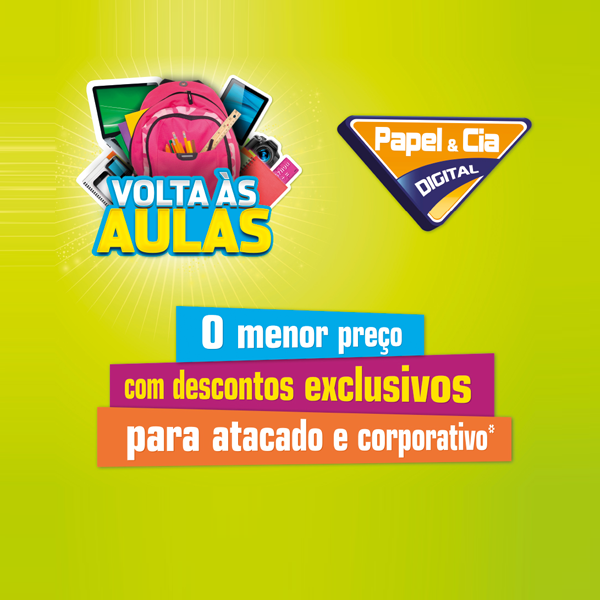 VOLTA ÀS
AULAS
Papel & Cia
DIGITAL
O menor preço
com descontos exclusivos
para atacado e corporativo*